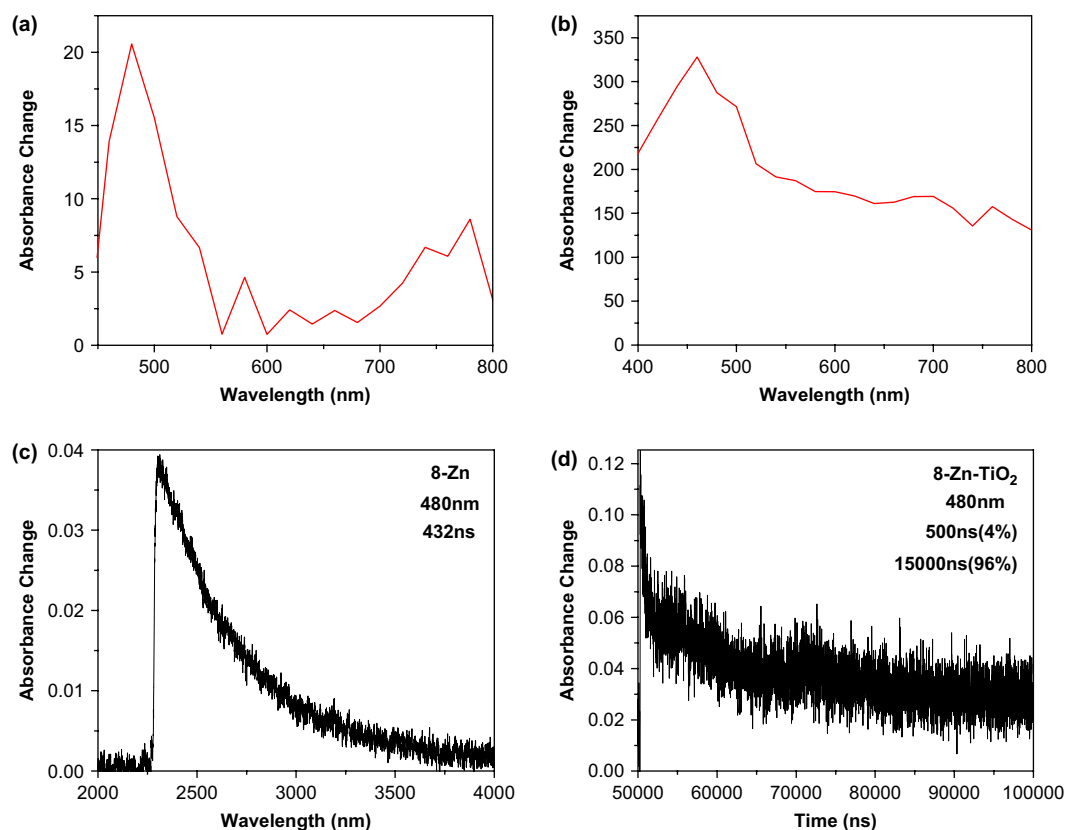 (a)
20
15
10
5
0
500
600
700
800
Absorbance Change
Wavelength (nm)
(b)
350
300
250
200
150
100
50
0
400
500
600
700
800
Absorbance Change
Wavelength (nm)
(c)
0.04
0.03
0.02
0.01
0.00
2000
2500
3000
3500
4000
Absorbance Change
Wavelength (nm)
8-Zn
480nm
432ns
(d)
0.12
0.10
0.08
0.06
0.04
0.02
0.00
50000
60000
70000
80000
90000
100000
Absorbance Change
Time (ns)
8-Zn-TiO₂
480nm
500ns(4%)
15000ns(96%)